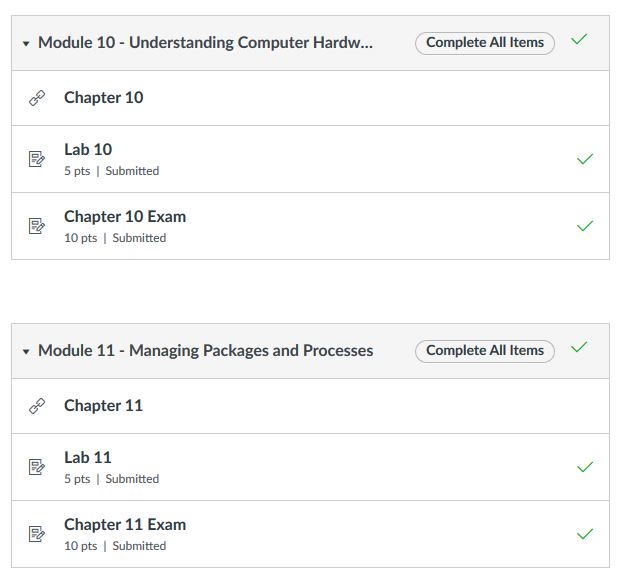 Module 10 - Understanding Computer Hardw...
Complete All Items
Chapter 10
Lab 10
5 pts | Submitted
Chapter 10 Exam
10 pts | Submitted
Module 11 - Managing Packages and Processes
Complete All Items
Chapter 11
Lab 11
5 pts | Submitted
Chapter 11 Exam
10 pts | Submitted